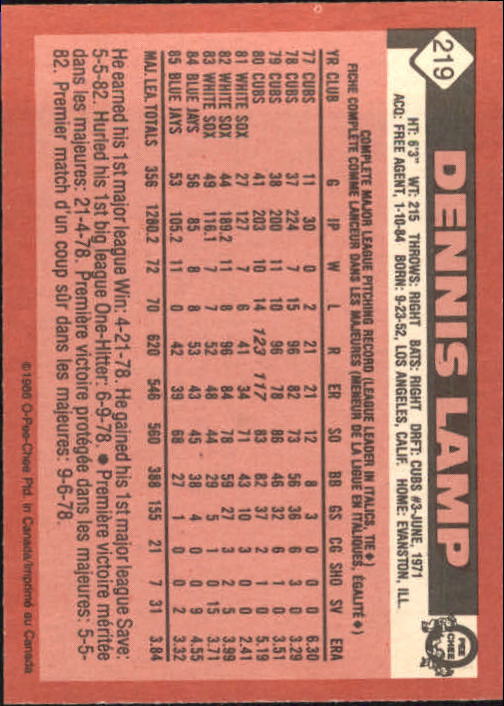 219
DENNIS LAMP
O PEE CHEE
HT: 6'3" WT: 215 THROWS: RIGHT BATS: RIGHT DRFT: CUBS #3-JUNE, 1971
ACQ: FREE AGENT, 1-10-84 BORN: 9-23-52, LOS ANGELES, CALIF. HOME: EVANSTON, ILL.
COMPLETE MAJOR LEAGUE PITCHING RECORD (LEAGUE LEADER IN ITALICS, TIE ♦)
FICHE COMPLÈTE COMME LANCEUR DANS LES MAJEURES (MENEUR DE LA LIGUE EN ITALIQUES, ÉGALITÉ ♦)
YR CLUB G IP W L R ER SO BB GS CG SHO SV ERA
77 CUBS 11 30 0 2 21 21 12 8 3 0 0 0 6.30
78 CUBS 37 224 7 15 96 82 73 56 36 6 3 0 3.29
79 CUBS 38 200 11 10 96 78 86 46 32 6 1 0 3.51
80 CUBS 41 203 10 14 123 117 83 82 37 2 1 0 5.19
81 WHITE SOX 27 127 7 6 41 34 71 43 10 3 0 0 2.41
82 WHITE SOX 44 189.2 11 8 96 84 78 59 27 3 2 5 3.99
83 WHITE SOX 49 116.1 7 7 52 48 44 29 5 1 0 15 3.71
84 BLUE JAYS 56 85 8 8 53 43 45 38 4 0 0 9 4.55
85 BLUE JAYS 53 105.2 11 0 42 39 68 27 1 0 0 2 3.32
MAJ. LEA. TOTALS 356 1280.2 72 70 620 546 560 388 155 21 7 31 3.84
He earned his 1st major league Win: 4-21-78. He gained his 1st major league Save:
5-5-82. Hurled his 1st big league One-Hitter: 6-9-78. ● Première victoire méritée
dans les majeures: 21-4-78. Première victoire protégée dans les majeures: 5-5-
82. Premier match d'un coup sûr dans les majeures: 9-6-78.
©1986 O-Pee-Chee Ptd. in Canada/Imprimé au Canada